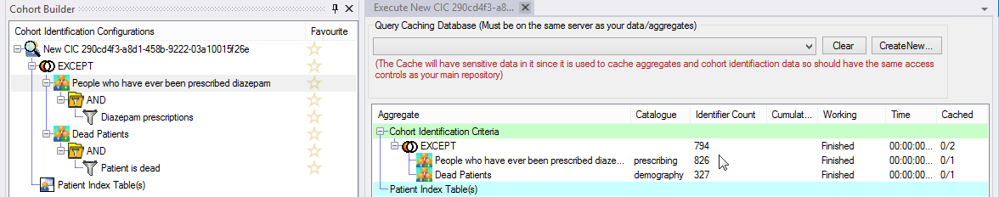 Cohort Builder
Cohort Identification Configurations Favourite
New CIC 290cd4f3-a8d1-458b-9222-03a10015f26e
EXCEPT
People who have ever been prescribed diazepam
AND
Diazepam prescriptions
Dead Patients
AND
Patient is dead
Patient Index Table(s)
Execute New CIC 290cd4f3-a5d...
Query Caching Database (Must be on the same server as your data/aggregates)
Clear CreateNew...
(The Cache will have sensitive data in it since it is used to cache aggregates and cohort identifiaction data so should have the same access
controls as your main repository)
Aggregate Catalogue Identifier Count Cumulat... Working Time Cached
Cohort Identification Criteria
EXCEPT 794 Finished 00:00:00... 0/2
People who have ever been prescribed diaze... prescribing 826 Finished 00:00:00... 0/1
Dead Patients demography 327 Finished 00:00:00... 0/1
Patient Index Table(s)